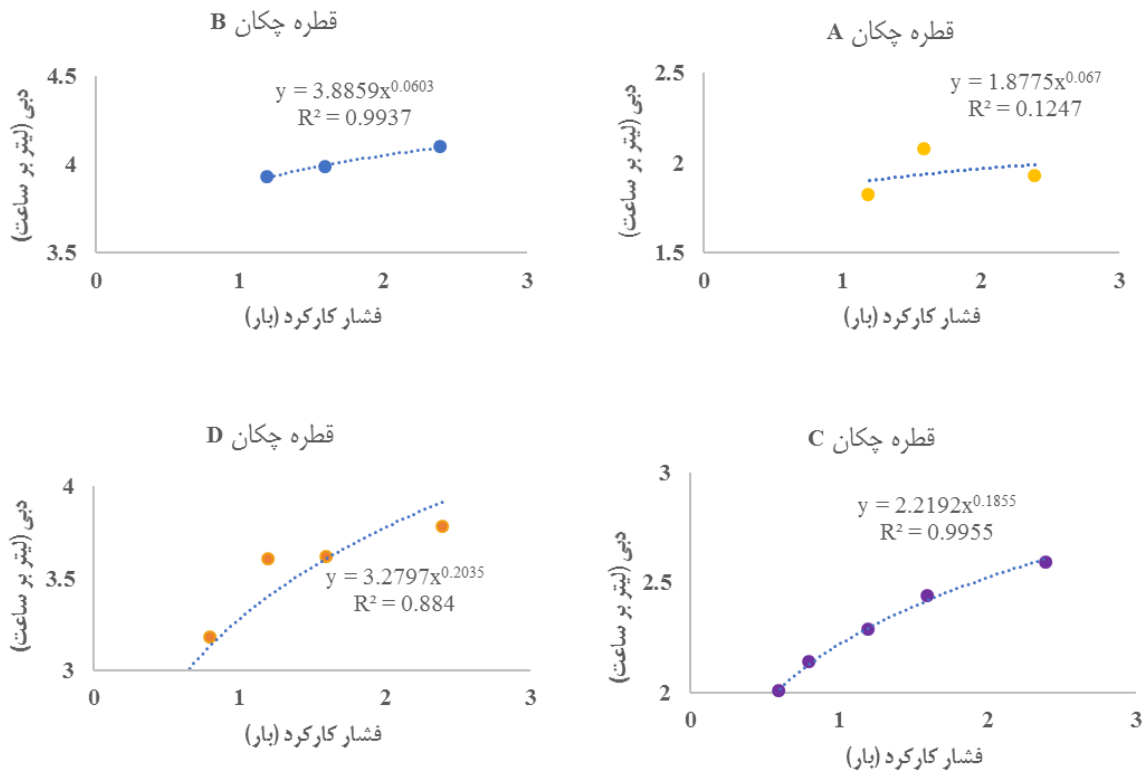 قطره چکان A
2.5
2
1.5
دبی (لیتر بر ساعت)
y = 1.8775x^0.067
R² = 0.1247
0 1 2 3
فشار کارکرد (بار)
قطره چکان B
4.5
4
3.5
دبی (لیتر بر ساعت)
y = 3.8859x^0.0603
R² = 0.9937
0 1 2 3
فشار کارکرد (بار)
قطره چکان C
3
2.5
2
دبی (لیتر بر ساعت)
y = 2.2192x^0.1855
R² = 0.9955
0 1 2 3
فشار کارکرد (بار)
قطره چکان D
4
3.5
3
دبی (لیتر بر ساعت)
y = 3.2797x^0.2035
R² = 0.884
0 1 2 3
فشار کارکرد (بار)